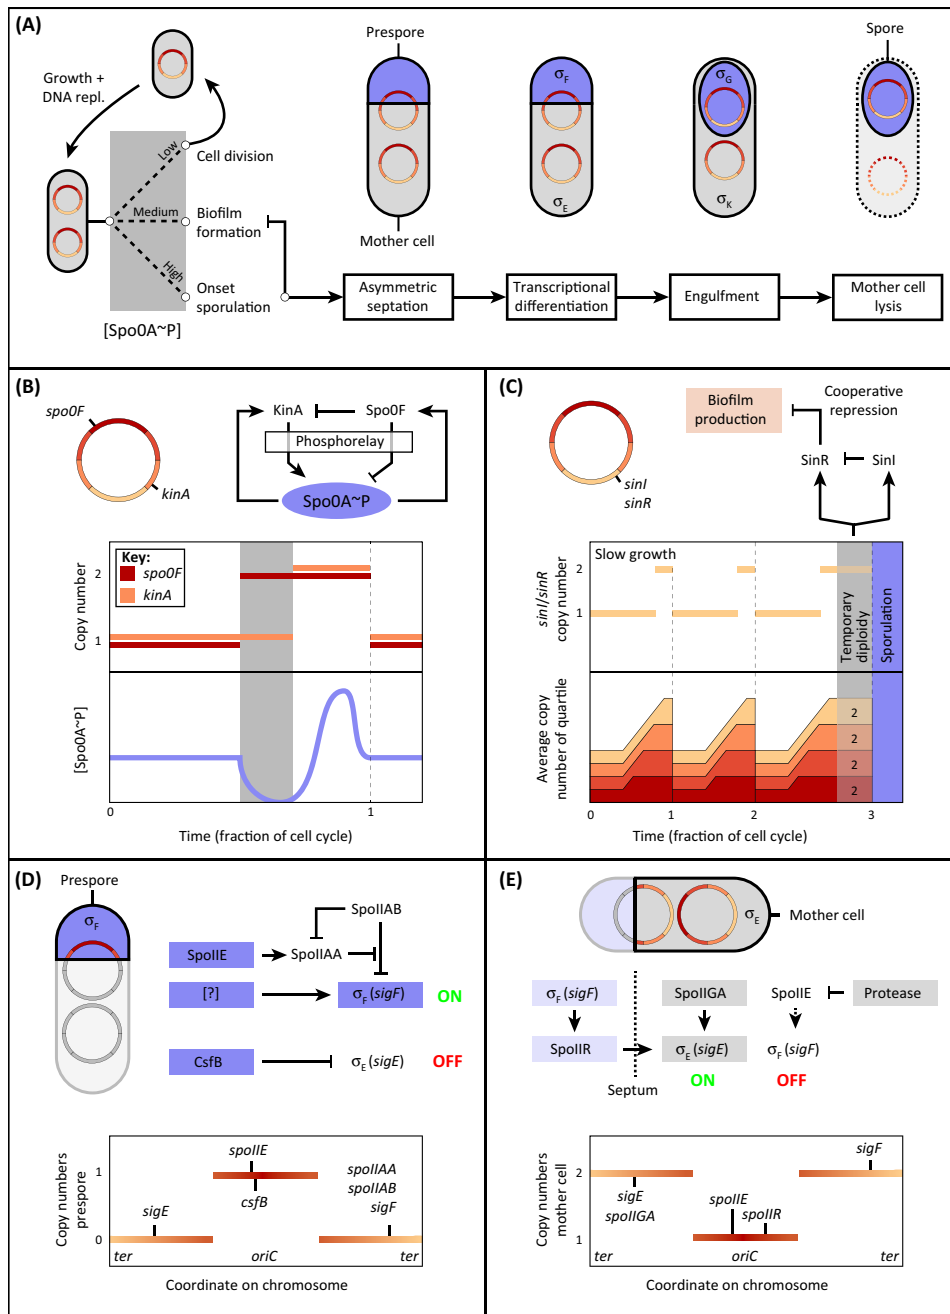 (A)
Prespore
Spore
Growth +
DNA repl.
σF
σG
Low
Cell division
Medium
Biofilm
formation
High
Onset
sporulation
σE
σK
Mother cell
[Spo0A~P]
Asymmetric
septation
Transcriptional
differentiation
Engulfment
Mother cell
lysis
(B)
spo0F
kinA
KinA
Spo0F
Phosphorelay
Spo0A~P
Key:
spo0F
kinA
Copy number
2
1
[Spo0A~P]
0
1
Time (fraction of cell cycle)
(C)
Biofilm
production
Cooperative
repression
SinR
SinI
sinI
sinR
Slow growth
sinI/sinR
copy number
2
1
Temporary
diploidy
Sporulation
Average copy
number of quartile
2
2
2
2
0
1
2
3
Time (fraction of cell cycle)
(D)
Prespore
σF
SpoIIAB
SpoIIE
SpoIIAA
[?]
σF (sigF)
ON
CsfB
σE (sigE)
OFF
Copy numbers
prespore
1
0
spoIIE
csfB
sigE
spoIIAA
spoIIAB
sigF
ter
oriC
ter
Coordinate on chromosome
(E)
σE
Mother cell
σF (sigF)
SpoIIGA
SpoIIE
Protease
SpoIIR
σE (sigE)
σF (sigF)
Septum
ON
OFF
Copy numbers
mother cell
2
1
sigF
sigE
spoIIGA
spoIIE
spoIIR
ter
oriC
ter
Coordinate on chromosome